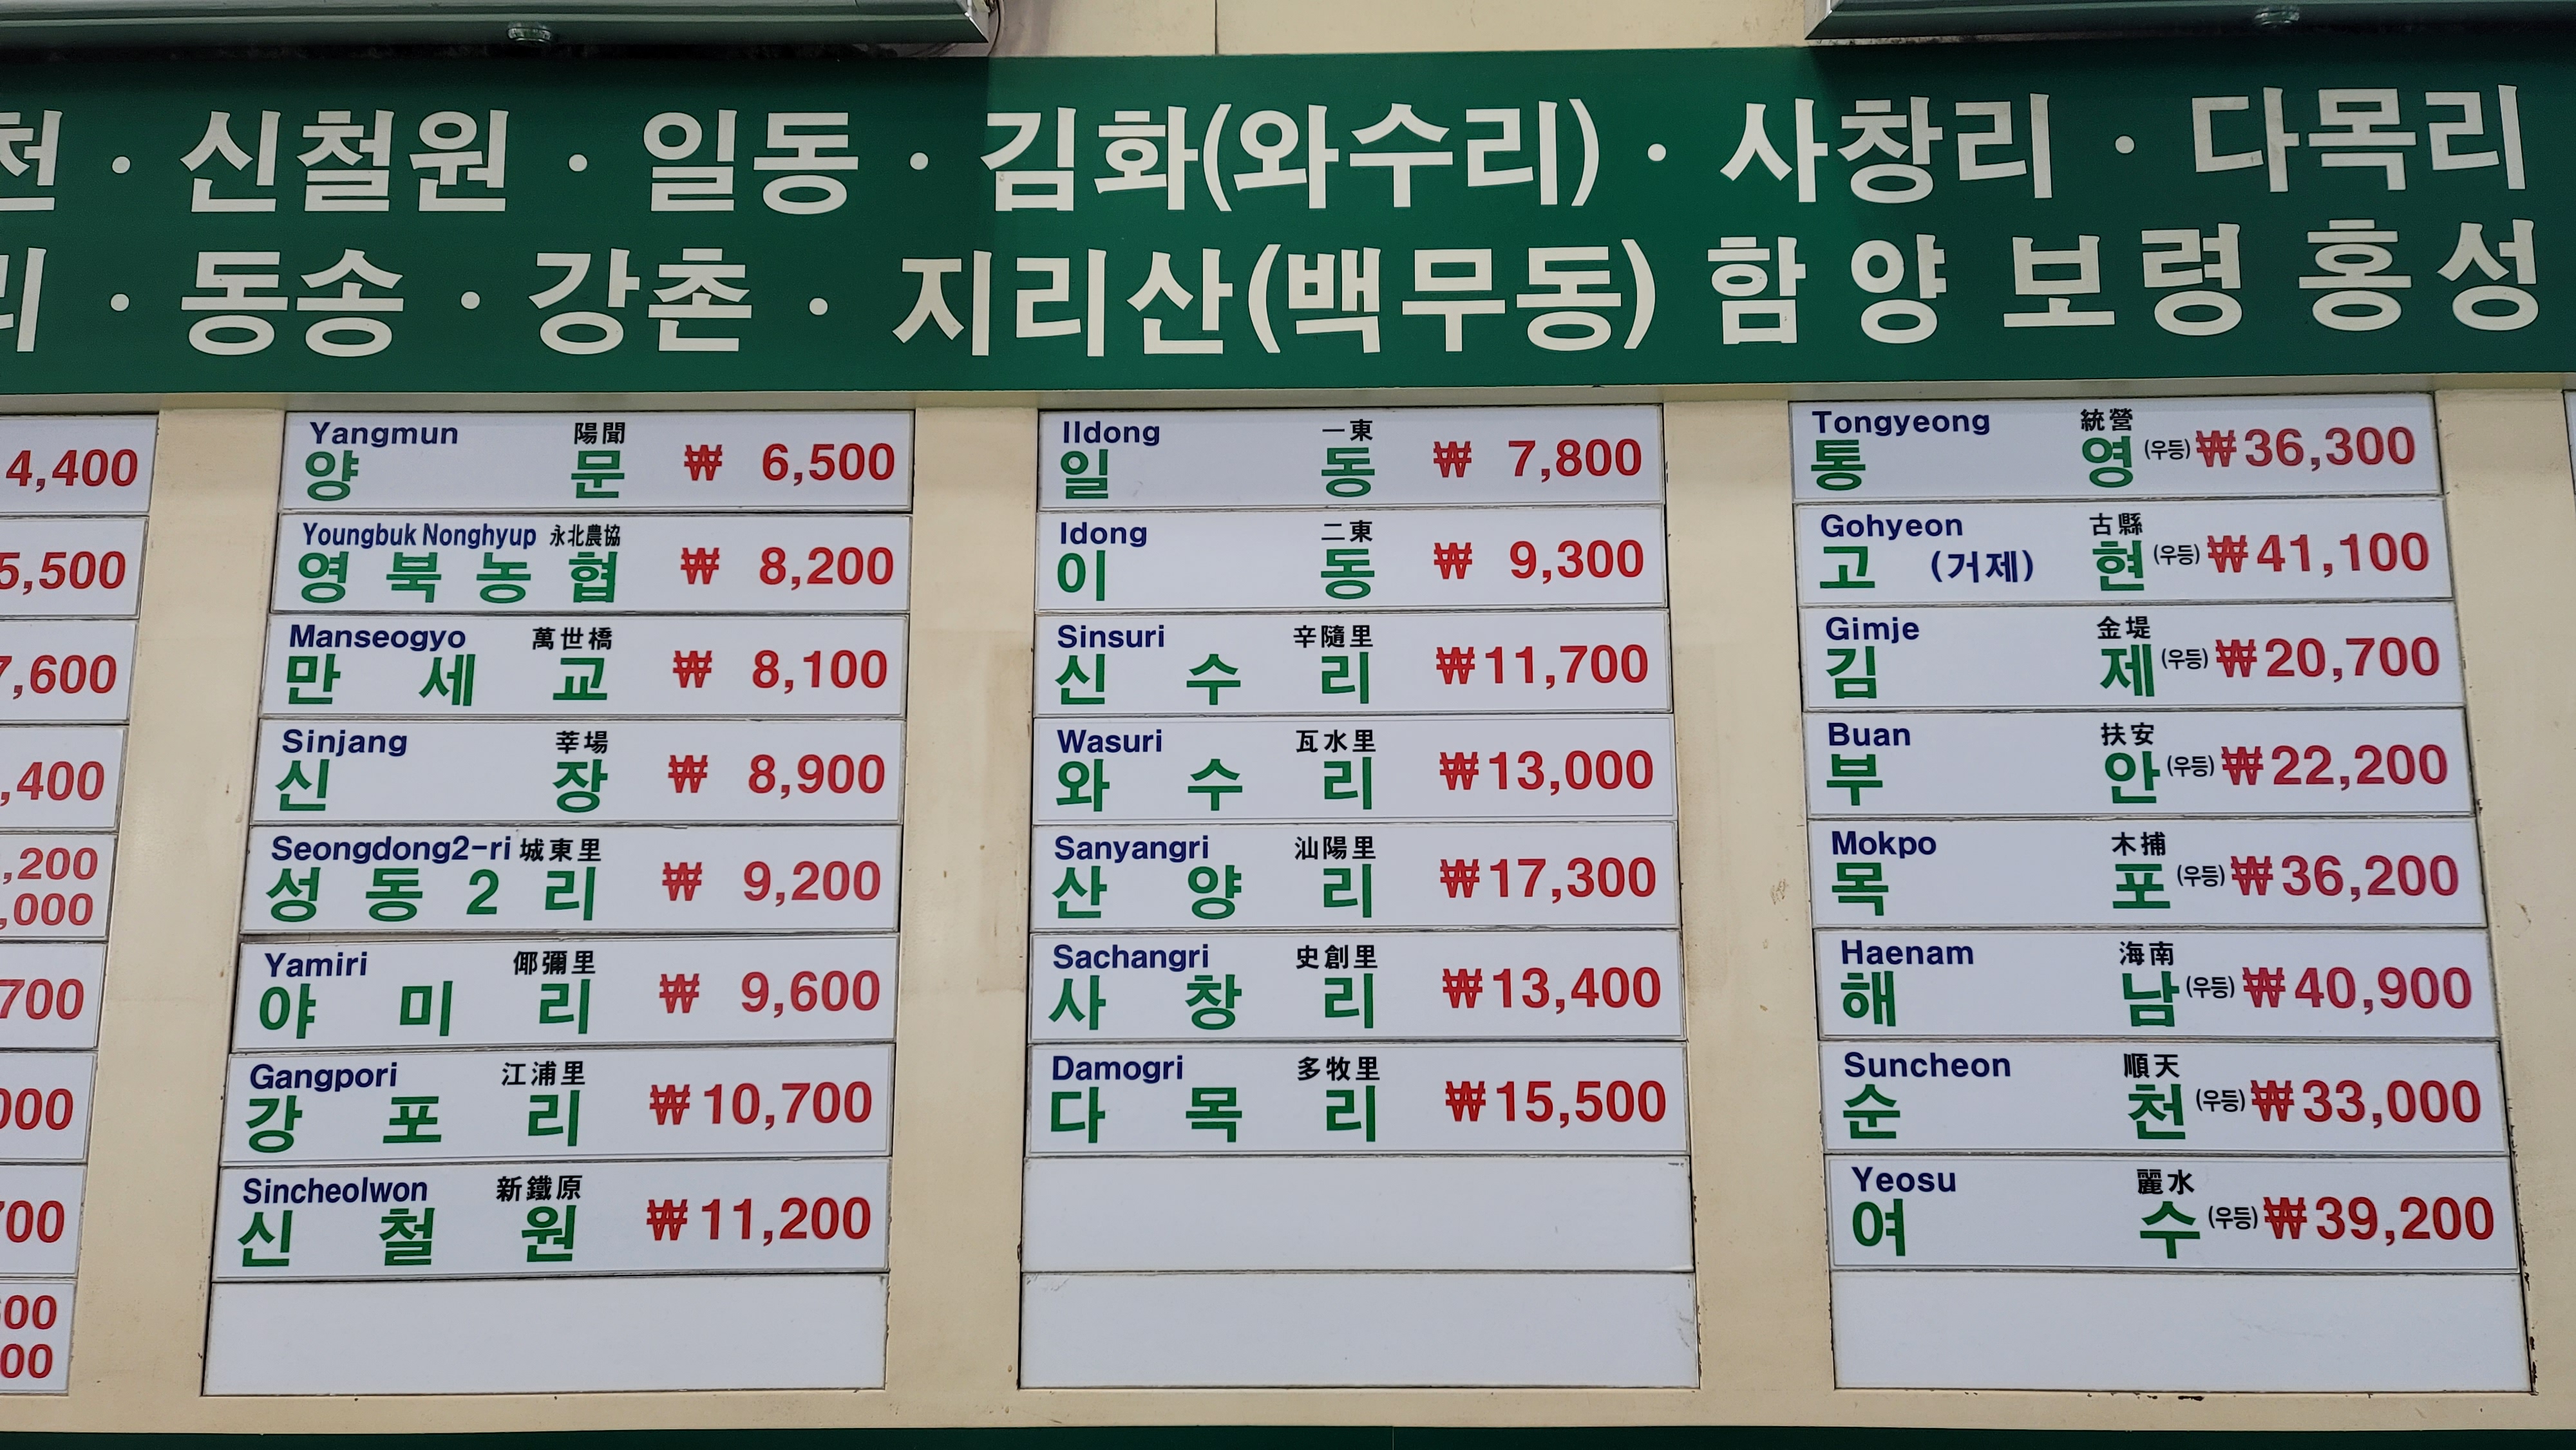 천 · 신철원 · 일동 · 김화(와수리) · 사창리 · 다목리
리 · 동송 · 강촌 · 지리산(백무동) 함양 보령 홍성
4,400
5,500
7,600
,400
,200
,000
700
000
700
00
00
Yangmun 陽聞
양 문 ₩ 6,500
Youngbuk Nonghyup 永北農協
영북농협 ₩ 8,200
Manseogyo 萬世橋
만세교 ₩ 8,100
Sinjang 莘場
신장 ₩ 8,900
Seongdong2-ri 城東里
성동2리 ₩ 9,200
Yamiri 倻彌里
야미리 ₩ 9,600
Gangpori 江浦里
강포리 ₩10,700
Sincheolwon 新鐵原
신철원 ₩11,200
Ildong 一東
일동 ₩ 7,800
Idong 二東
이동 ₩ 9,300
Sinsuri 辛隨里
신수리 ₩11,700
Wasuri 瓦水里
와수리 ₩13,000
Sanyangri 汕陽里
산양리 ₩17,300
Sachangri 史創里
사창리 ₩13,400
Damogri 多牧里
다목리 ₩15,500
Tongyeong 統營
통영 (우등) ₩36,300
Gohyeon 古縣
고 (거제) 현 (우등) ₩41,100
Gimje 金堤
김제 (우등) ₩20,700
Buan 扶安
부안 (우등) ₩22,200
Mokpo 木捕
목포 (우등) ₩36,200
Haenam 海南
해남 (우등) ₩40,900
Suncheon 順天
순천 (우등) ₩33,000
Yeosu 麗水
여수 (우등) ₩39,200